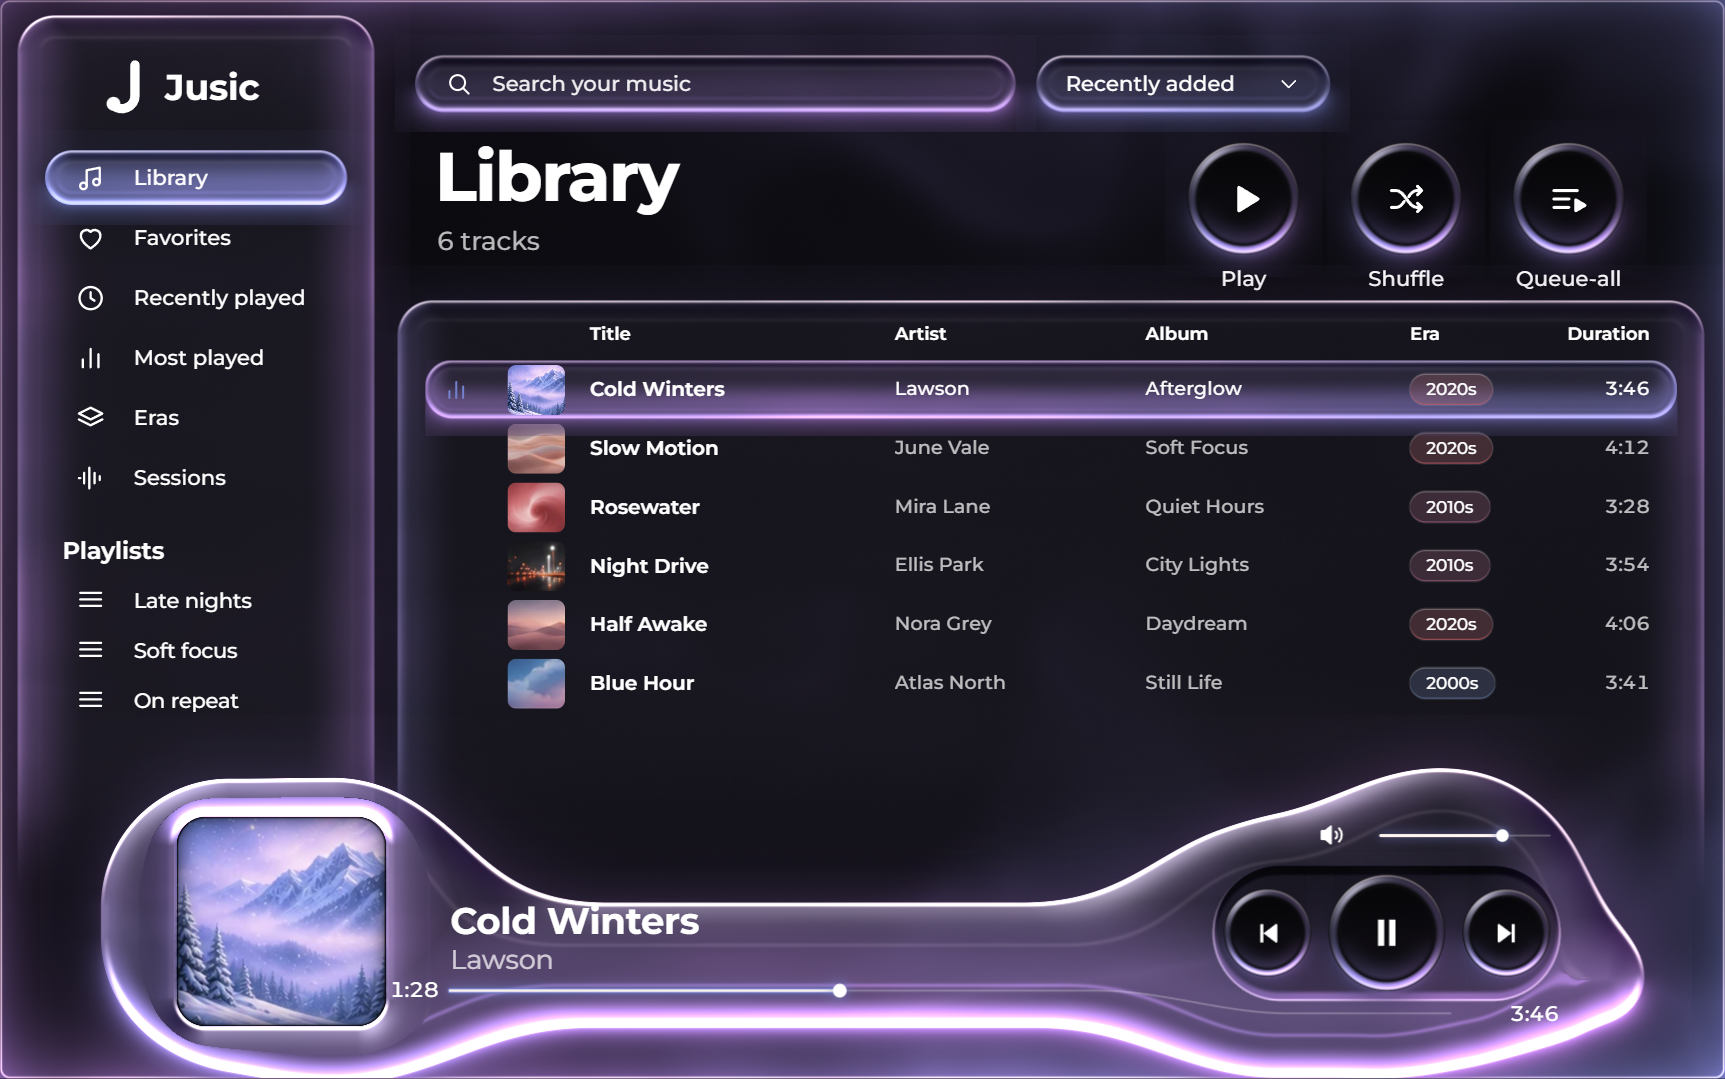 Jusic
Library
Favorites
Recently played
Most played
Eras
Sessions
Playlists
Late nights
Soft focus
On repeat
Search your music
Recently added
Library
6 tracks
Play
Shuffle
Queue-all
Title Artist Album Era Duration
Cold Winters Lawson Afterglow 2020s 3:46
Slow Motion June Vale Soft Focus 2020s 4:12
Rosewater Mira Lane Quiet Hours 2010s 3:28
Night Drive Ellis Park City Lights 2010s 3:54
Half Awake Nora Grey Daydream 2020s 4:06
Blue Hour Atlas North Still Life 2000s 3:41
Cold Winters
Lawson
1:28
3:46